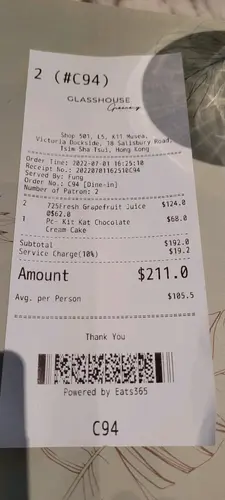 2 (#C94)
GLASSHOUSE
Greenery
Shop 501, L5, K11 Musea,
Victoria Dockside, 18 Salisbury Road,
Tsim Sha Tsui, Hong Kong
Order Time: 2022-07-01 16:25:10
Receipt No.: 20220701162510C94
Served By: Fung
Order No.: C94 [Dine-in]
Number of Patron: 2
2 725Fresh Grapefruit Juice $124.0
@$62.0
1 Pc- Kit Kat Chocolate $68.0
Cream Cake
Subtotal $192.0
Service Charge(10%) $19.2
Amount $211.0
Avg. per Person $105.5
Thank You
Powered by Eats365
C94